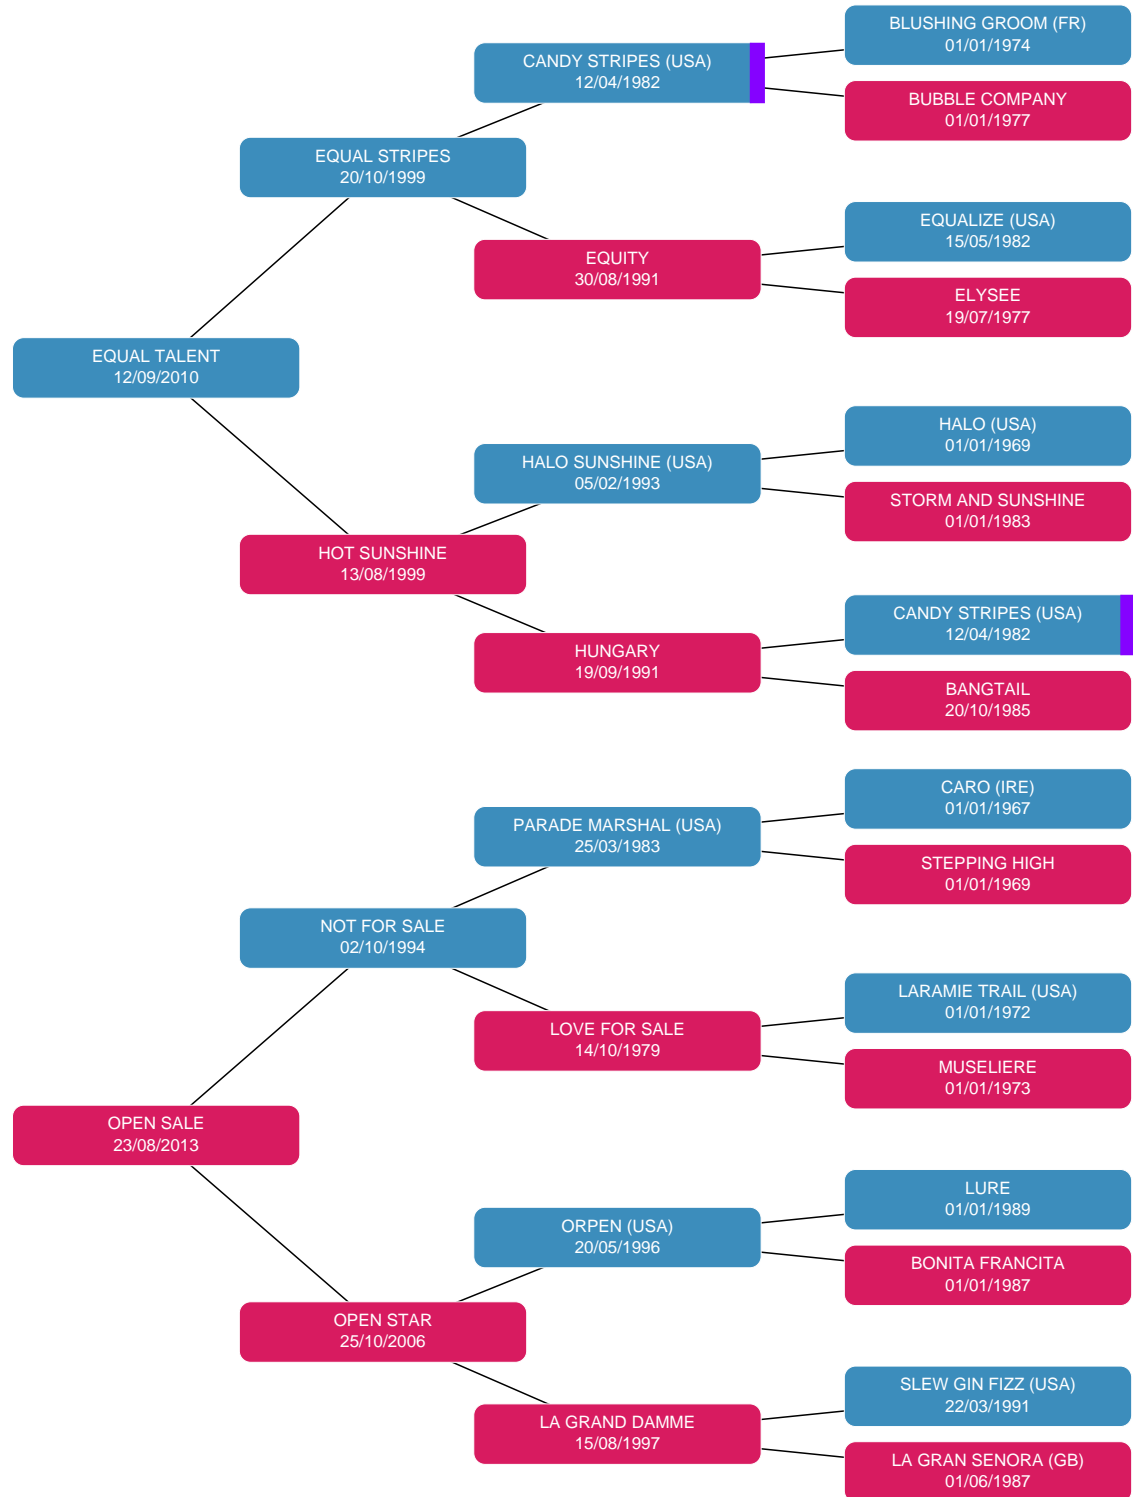 BLUSHING GROOM (FR)
01/01/1974
CANDY STRIPES (USA)
12/04/1982
BUBBLE COMPANY
01/01/1977
EQUAL STRIPES
20/10/1999
EQUALIZE (USA)
15/05/1982
EQUITY
30/08/1991
ELYSEE
19/07/1977
EQUAL TALENT
12/09/2010
HALO (USA)
01/01/1969
HALO SUNSHINE (USA)
05/02/1993
STORM AND SUNSHINE
01/01/1983
HOT SUNSHINE
13/08/1999
CANDY STRIPES (USA)
12/04/1982
HUNGARY
19/09/1991
BANGTAIL
20/10/1985
CARO (IRE)
01/01/1967
PARADE MARSHAL (USA)
25/03/1983
STEPPING HIGH
01/01/1969
NOT FOR SALE
02/10/1994
LARAMIE TRAIL (USA)
01/01/1972
LOVE FOR SALE
14/10/1979
MUSELIERE
01/01/1973
OPEN SALE
23/08/2013
LURE
01/01/1989
ORPEN (USA)
20/05/1996
BONITA FRANCITA
01/01/1987
OPEN STAR
25/10/2006
SLEW GIN FIZZ (USA)
22/03/1991
LA GRAND DAMME
15/08/1997
LA GRAN SENORA (GB)
01/06/1987